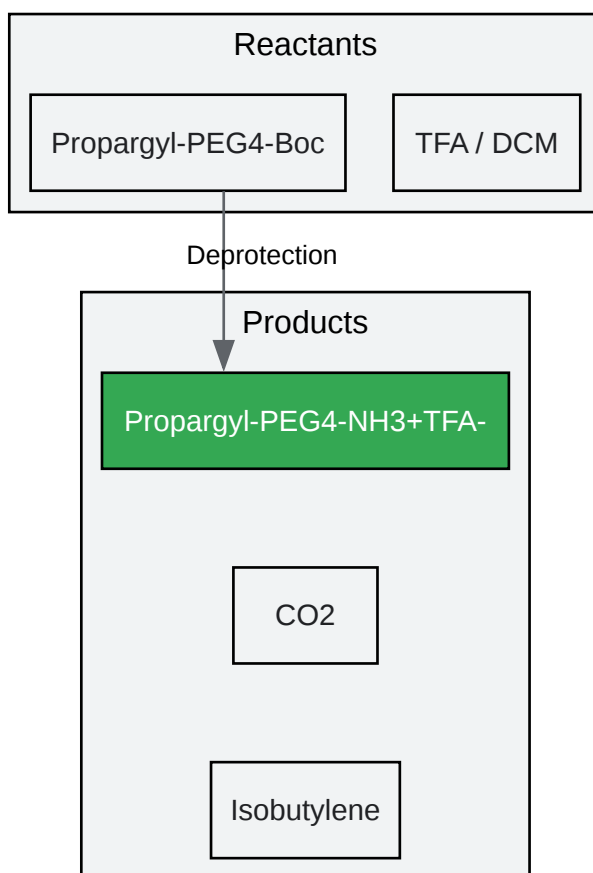 Reactants
Propargyl-PEG4-Boc
TFA / DCM
Deprotection
Products
Propargyl-PEG4-NH3+TFA-
CO2
Isobutylene